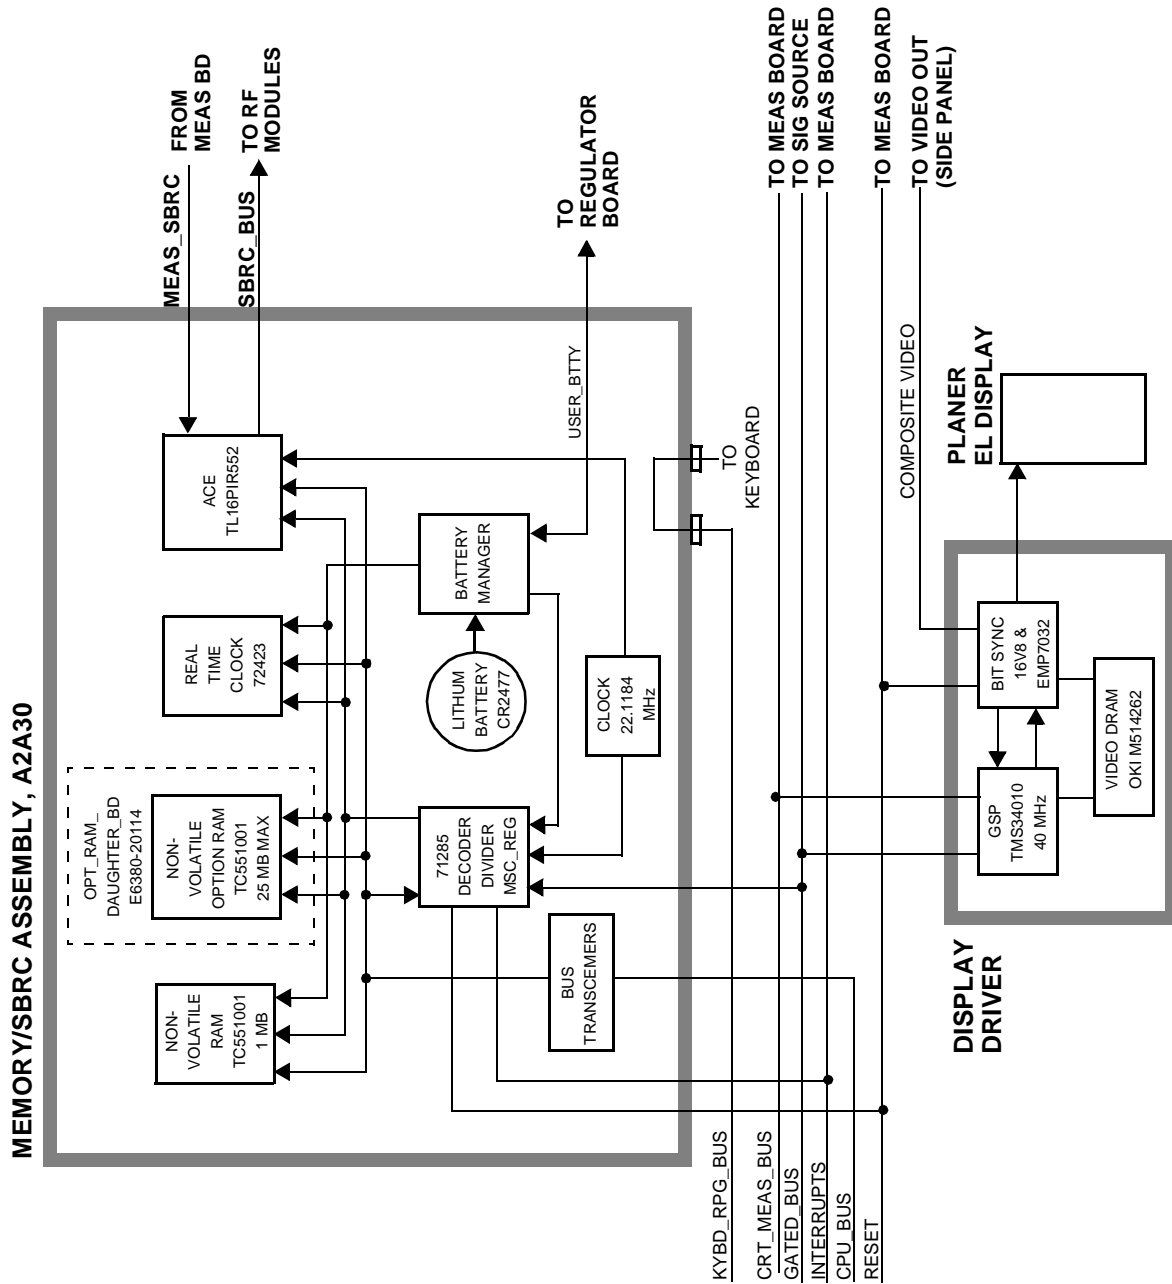 MEMORY/SBRC ASSEMBLY, A2A30
NON-
VOLATILE
RAM
TC551001
1 MB
OPT_RAM_
DAUGHTER_BD
E6380-20114
NON-
VOLATILE
OPTION RAM
TC551001
25 MB MAX
REAL
TIME
CLOCK
72423
ACE
TL16PIR552
MEAS_SBRC
FROM
MEAS BD
SBRC_BUS
TO RF
MODULES
BUS
TRANSCEMERS
71285
DECODER
DIVIDER
MSC_REG
LITHUM
BATTERY
CR2477
BATTERY
MANAGER
CLOCK
22.1184
MHz
USER_BTTY
TO
REGULATOR
BOARD
TO
KEYBOARD
KYBD_RPG_BUS
CRT_MEAS_BUS
GATED_BUS
INTERRUPTS
CPU_BUS
RESET
TO MEAS BOARD
TO SIG SOURCE
TO MEAS BOARD
TO MEAS BOARD
TO VIDEO OUT
(SIDE PANEL)
COMPOSITE VIDEO
DISPLAY
DRIVER
GSP
TMS34010
40 MHz
BIT SYNC
16V8 &
EMP7032
VIDEO DRAM
OKI M514262
PLANER
EL DISPLAY